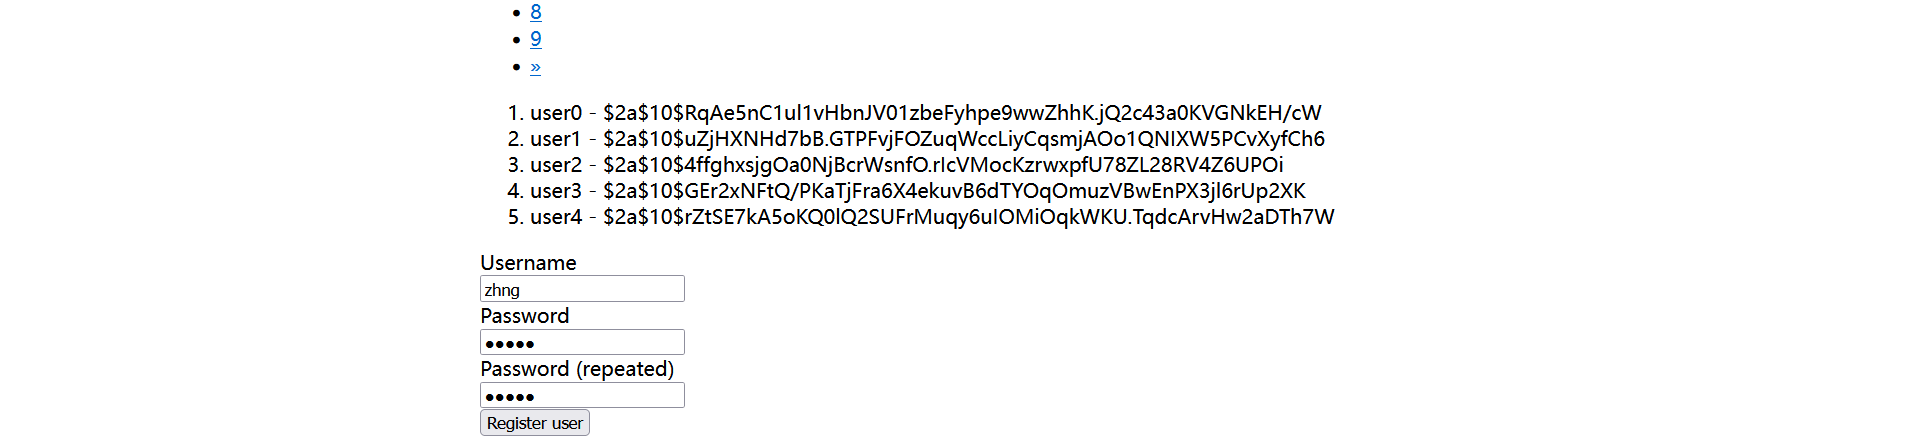 8
9
»
1. user0 - $2a$10$RqAe5nC1ul1vHbnJV01zbeFyhpe9wwZhhK.jQ2c43a0KVGNkEH/cW
2. user1 - $2a$10$uZjHXNHd7bB.GTPFvjFOZuqWccLiyCqsmjAOo1QNIXW5PCvXyfCh6
3. user2 - $2a$10$4ffghxsjgOa0NjBcrWsnfO.rIcVMocKzrwxpfU78ZL28RV4Z6UPOi
4. user3 - $2a$10$GEr2xNFtQ/PKaTjFra6X4ekuvB6dTYOqOmuzVBwEnPX3jl6rUp2XK
5. user4 - $2a$10$rZtSE7kA5oKQ0lQ2SUFrMuqy6uIOMiOqkWKU.TqdcArvHw2aDTh7W
Username
zhng
Password
•••••
Password (repeated)
•••••
Register user